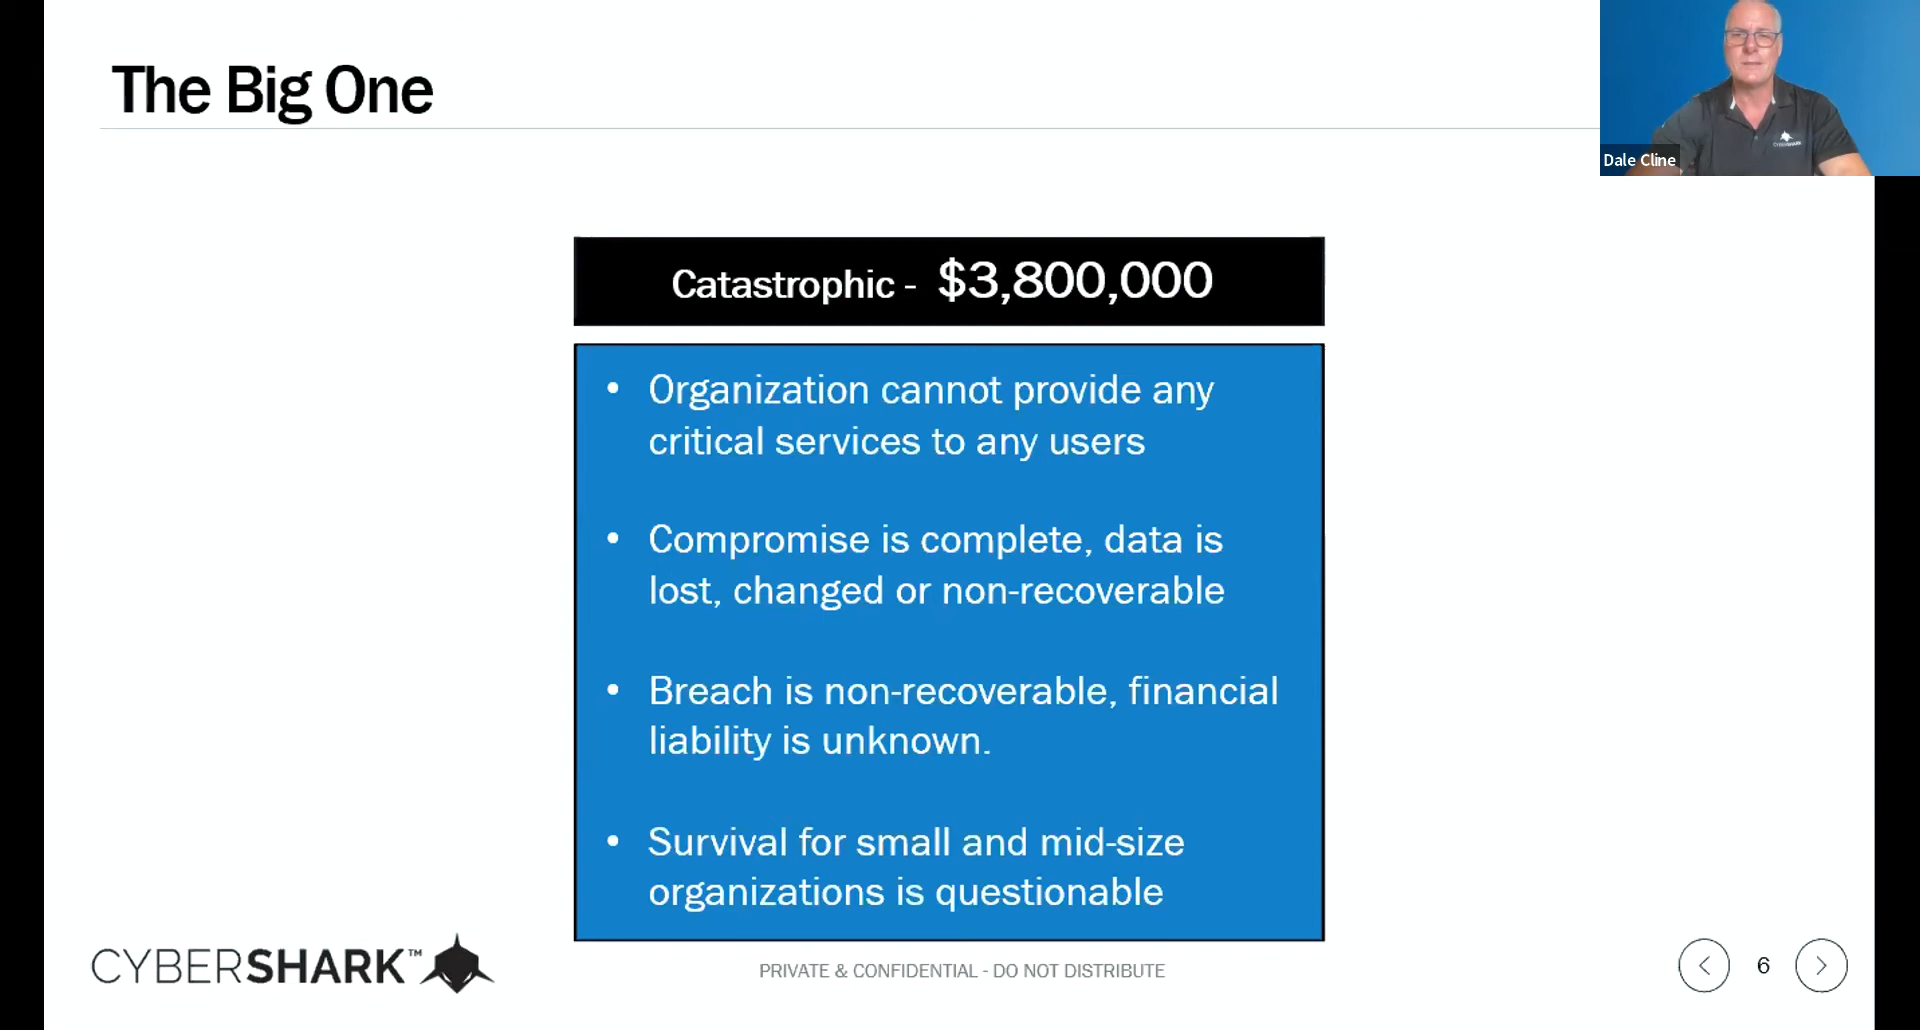 The Big One
Dale Cline
CYBERSHARK
Catastrophic - $3,800,000
• Organization cannot provide any
critical services to any users
• Compromise is complete, data is
lost, changed or non-recoverable
• Breach is non-recoverable, financial
liability is unknown.
• Survival for small and mid-size
organizations is questionable
CYBERSHARK™
PRIVATE & CONFIDENTIAL - DO NOT DISTRIBUTE
6